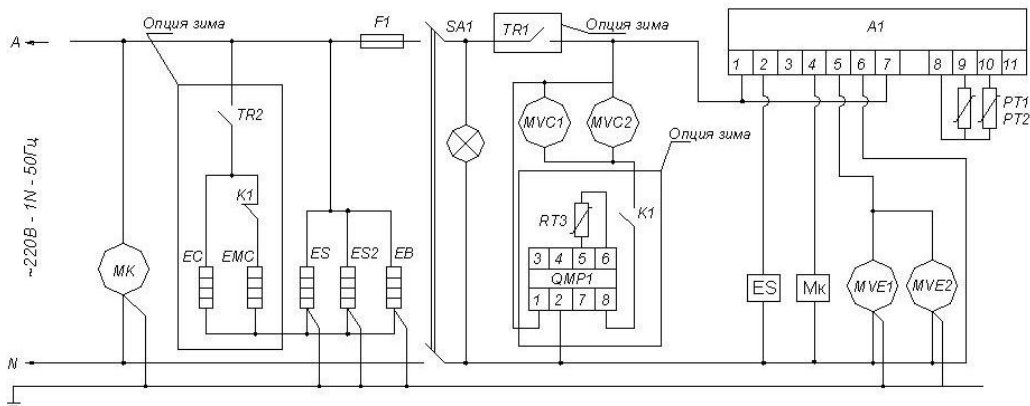 Опция зима
F1
SA1
TR1
Опция зима
A1
A
1 2 3 4 5 6 7 8 9 10 11
TR2
MVC1 MVC2
PT1
PT2
Опция зима
~220В - 1N - 50Гц
K1
RT3
K1
EC EMC ES ES2 EB
3 4 5 6
MK
QMP1
ES
Мк
MVE1 MVE2
1 2 7 8
N